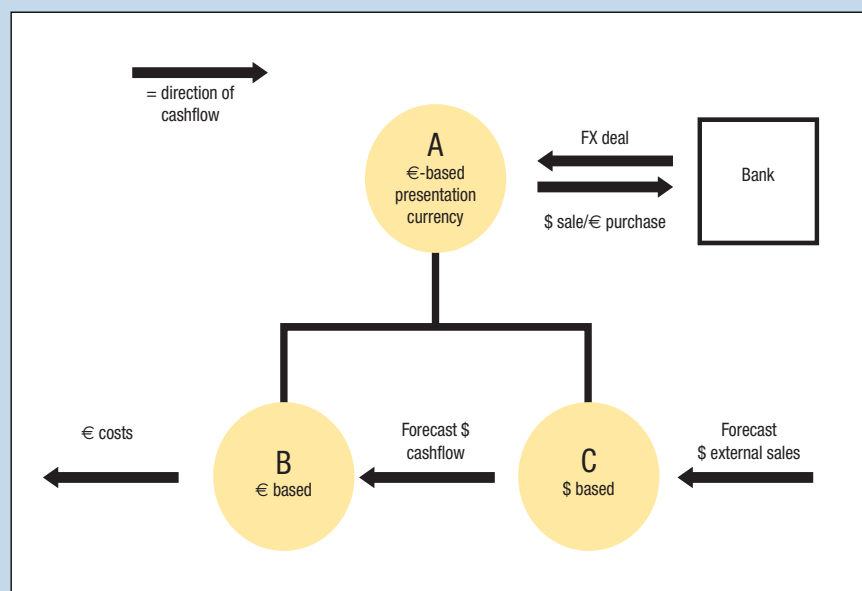 = direction of
cashflow
A
€-based
presentation
currency
FX deal
$ sale/€ purchase
Bank
€ costs
B
€ based
Forecast $
cashflow
C
$ based
Forecast
$ external sales